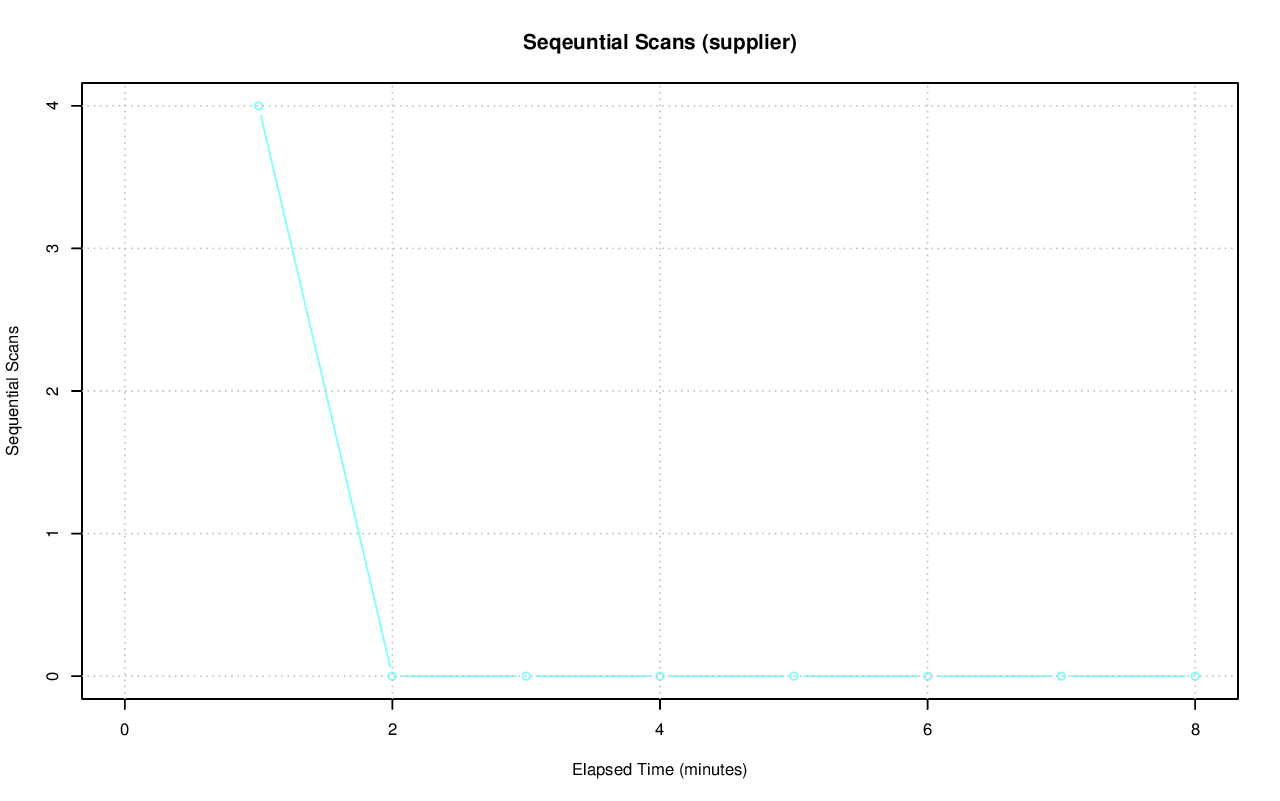 Seqeuntial Scans (supplier)
4
3
2
1
0
Sequential Scans
0 2 4 6 8
Elapsed Time (minutes)